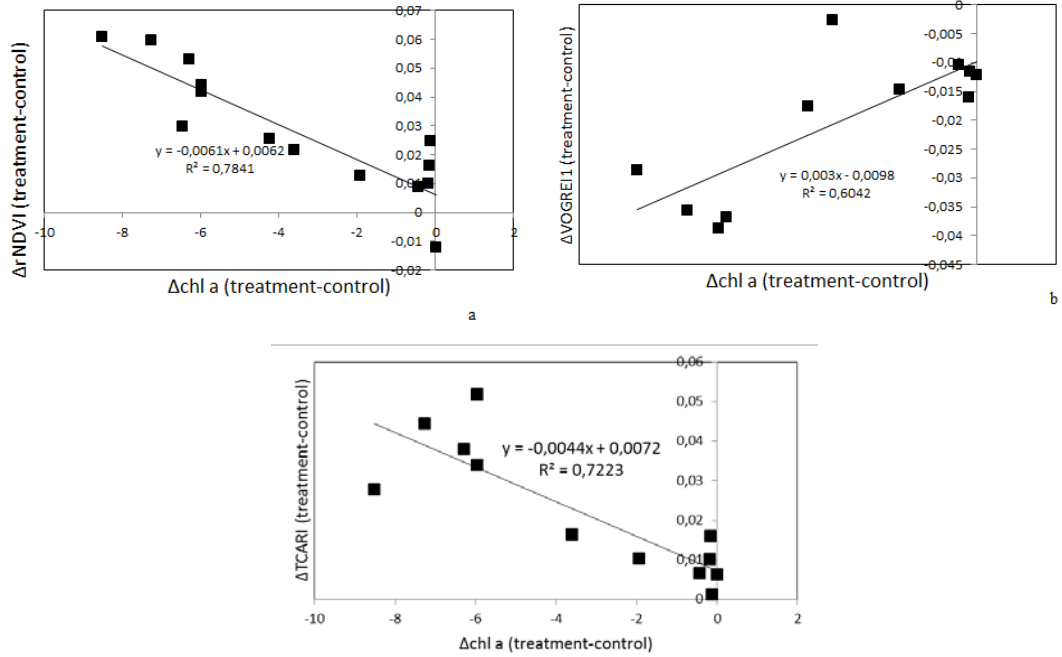 0,07
0,06
0,05
0,04
0,03
0,02
0,01
0
-0,01
-0,02
-10
-8
-6
-4
-2
0
2
y = -0,0061x + 0,0062
R² = 0,7841
ΔrNDVI (treatment-control)
Δchl a (treatment-control)
a
0
-0,005
-0,01
-0,015
-0,02
-0,025
-0,03
-0,035
-0,04
-0,045
y = 0,003x - 0,0098
R² = 0,6042
ΔVOGREI1 (treatment-control)
Δchl a (treatment-control)
b
0,06
0,05
0,04
0,03
0,02
0,01
0
-10
-8
-6
-4
-2
0
2
y = -0,0044x + 0,0072
R² = 0,7223
ΔTCARI (treatment-control)
Δchl a (treatment-control)